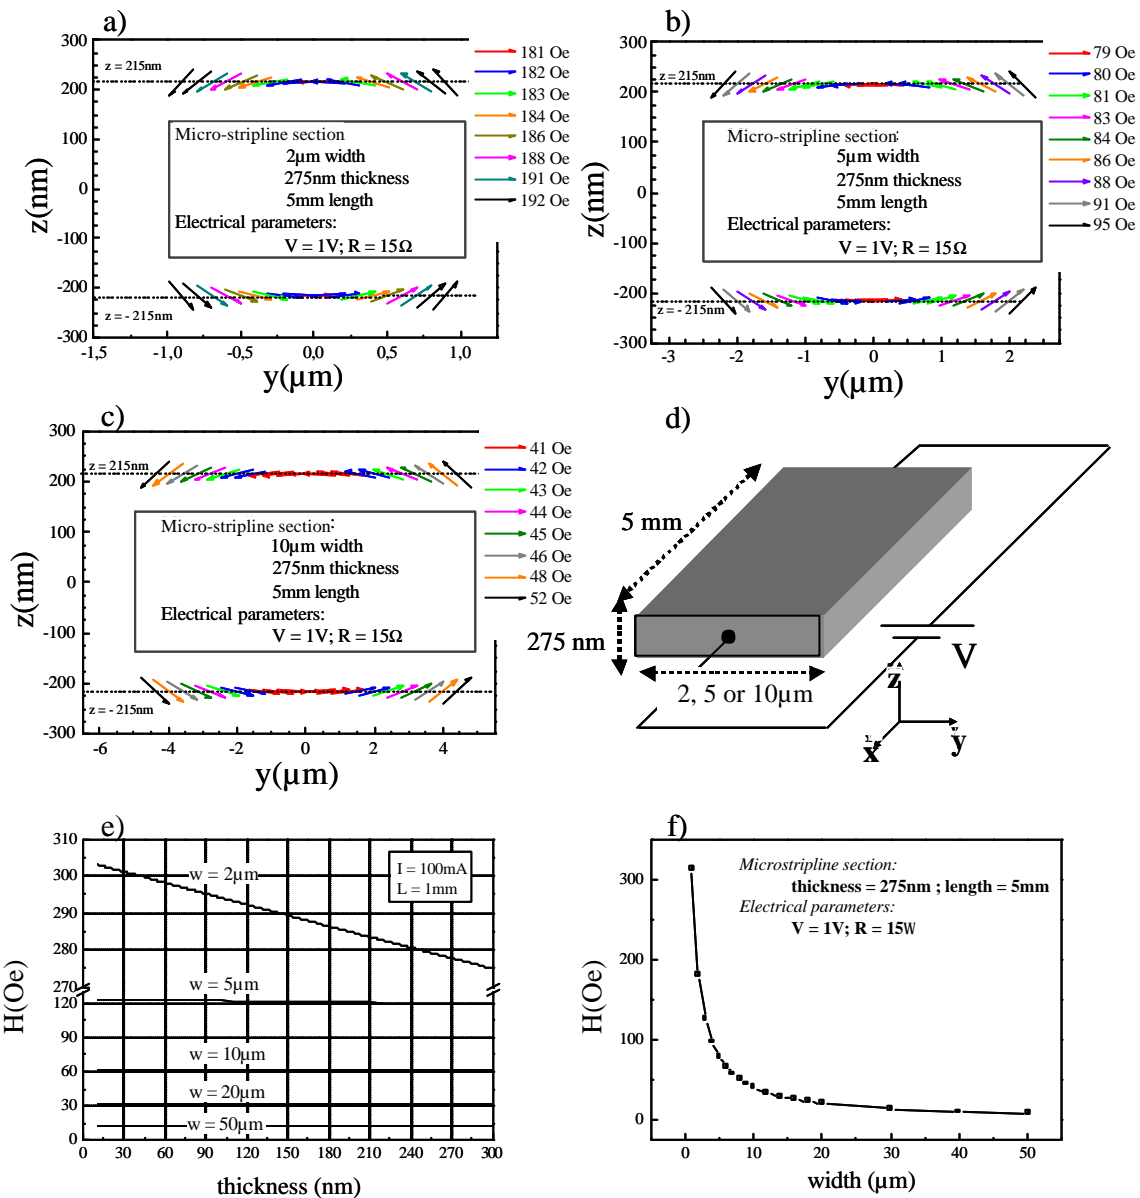 a)
300
200
100
0
-100
-200
-300
z(nm)
z = 215nm
z = - 215nm
Micro-stripline section
2µm width
275nm thickness
5mm length
Electrical parameters:
V = 1V; R = 15Ω
-1,5
-1,0
-0,5
0,0
0,5
1,0
y(µm)
181 Oe
182 Oe
183 Oe
184 Oe
186 Oe
188 Oe
191 Oe
192 Oe
b)
300
200
100
0
-100
-200
-300
z(nm)
z = 215nm
z = - 215nm
Micro-stripline section:
5µm width
275nm thickness
5mm length
Electrical parameters:
V = 1V; R = 15Ω
-3
-2
-1
0
1
2
y(µm)
79 Oe
80 Oe
81 Oe
83 Oe
84 Oe
86 Oe
88 Oe
91 Oe
95 Oe
c)
300
200
100
0
-100
-200
-300
z(nm)
z = 215nm
z = - 215nm
Micro-stripline section:
10µm width
275nm thickness
5mm length
Electrical parameters:
V = 1V; R = 15Ω
-6
-4
-2
0
2
4
y(µm)
41 Oe
42 Oe
43 Oe
44 Oe
45 Oe
46 Oe
48 Oe
52 Oe
d)
5 mm
275 nm
2, 5 or 10µm
V
z
y
x
e)
310
300
290
280
270
120
90
60
30
0
H(Oe)
w = 2µm
I = 100mA
L = 1mm
w = 5µm
w = 10µm
w = 20µm
w = 50µm
0 30 60 90 120 150 180 210 240 270 300
thickness (nm)
f)
300
200
100
0
H(Oe)
Microstripline section:
thickness = 275nm ; length = 5mm
Electrical parameters:
V = 1V; R = 15W
0 10 20 30 40 50
width (µm)